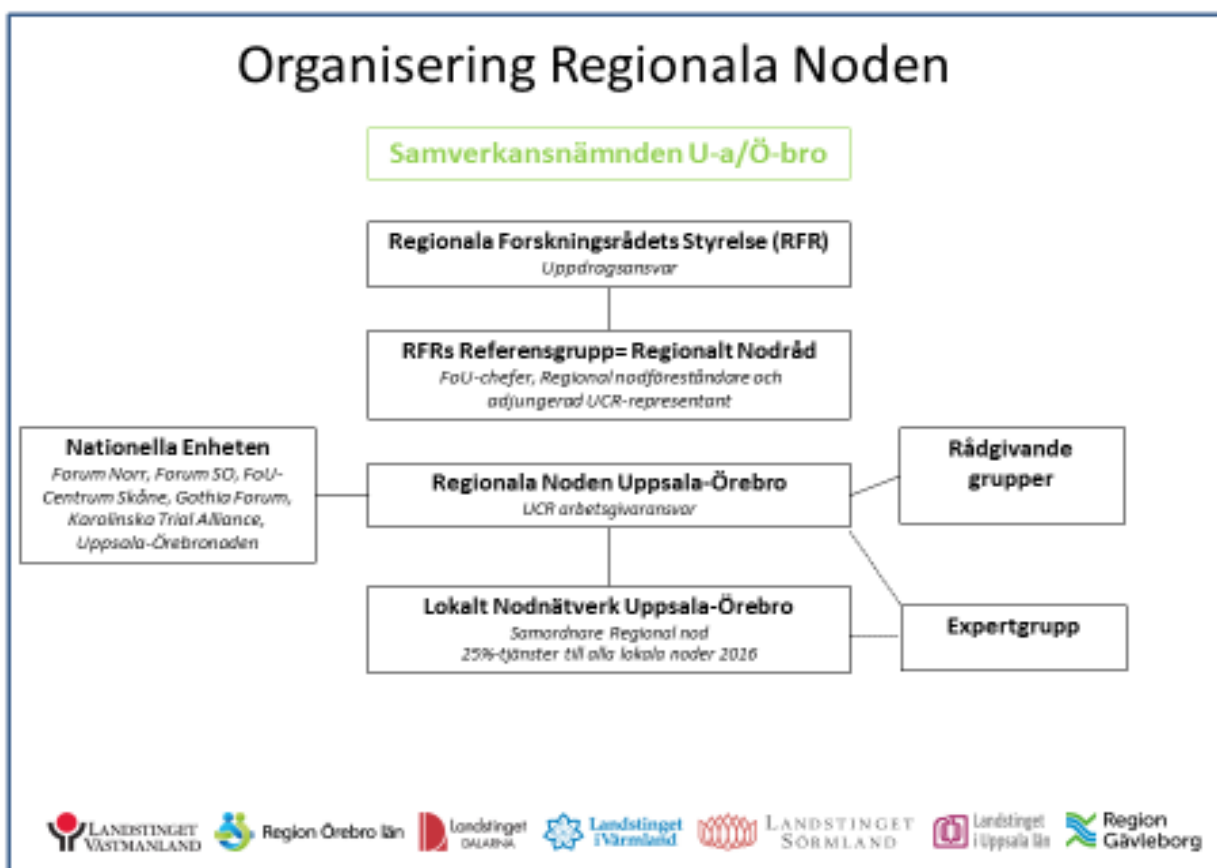 Organisering Regionala Noden
Samverkansnämnden U-a/Ö-bro
Regionala Forskningsrådets Styrelse (RFR)
Uppdragsansvar
RFRs Referensgrupp= Regionalt Nodråd
FoU-chefer, Regional nodföreståndare och
adjungerad UCR-representant
Nationella Enheten
Forum Norr, Forum SO, FoU-
Centrum Skåne, Gothia Forum,
Karolinska Trial Alliance,
Uppsala-Örebronoden
Regionala Noden Uppsala-Örebro
UCR arbetsgivaransvar
Rådgivande
grupper
Lokalt Nodnätverk Uppsala-Örebro
Samordnare Regional nod
25%-tjänster till alla lokala noder 2016
Expertgrupp
LANDSTINGET
VÄSTMANLAND
Region Örebro län
Landstinget
DALARNA
Landstinget
i Värmland
LANDSTINGET
SÖRMLAND
Landstinget
i Uppsala län
Region
Gävleborg